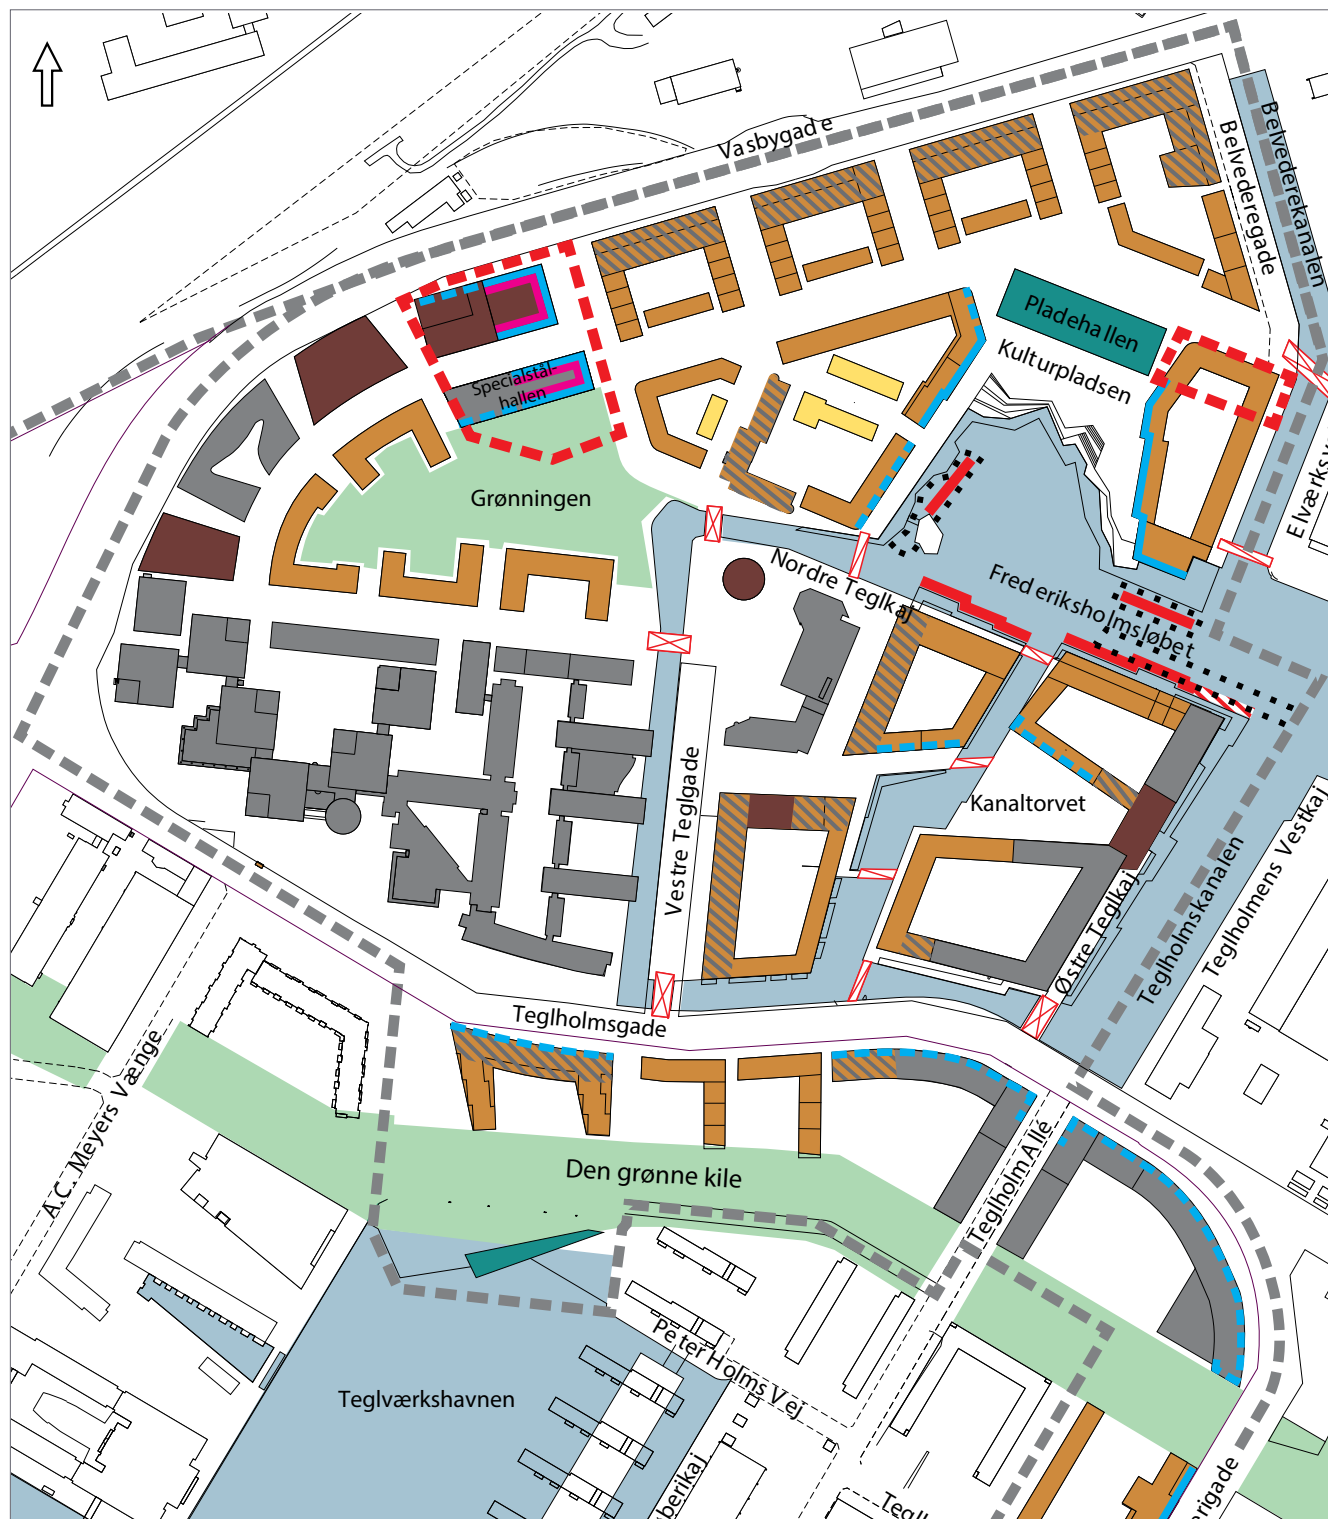 Vasbygade
Belvederegade
Belvederekanalen
Pladehallen
Kulturpladsen
Specialstål-
hallen
Grønningen
Nordre Teglkaj
Frederiksholmsløbet
Vestre Teglgade
Kanaltorvet
Østre Teglkaj
Teglholmskanalen
Teglholmens Vestkaj
Teglholmsgade
A.C. Meyers Vænge
Den grønne kile
Teglholm Allé
Peter Holms Vej
Teglværkshavnen